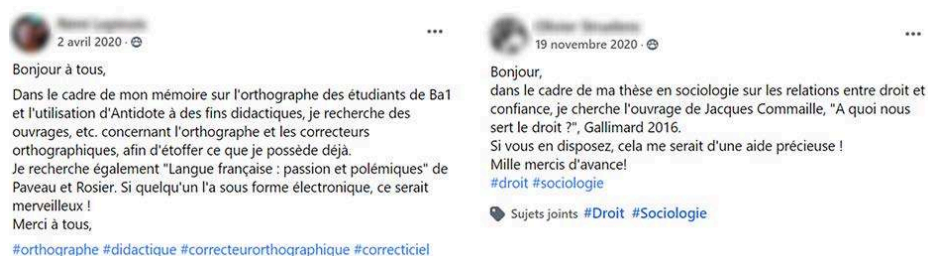 2 avril 2020 ·
Bonjour à tous,
Dans le cadre de mon mémoire sur l'orthographe des étudiants de Ba1
et l'utilisation d'Antidote à des fins didactiques, je recherche des
ouvrages, etc. concernant l'orthographe et les correcteurs
orthographiques, afin d'étoffer ce que je possède déjà.
Je recherche également "Langue française : passion et polémiques" de
Paveau et Rosier. Si quelqu'un l'a sous forme électronique, ce serait
merveilleux !
Merci à tous,
#orthographe #didactique #correcteurorthographique #correcticiel
19 novembre 2020 ·
Bonjour,
dans le cadre de ma thèse en sociologie sur les relations entre droit et
confiance, je cherche l'ouvrage de Jacques Commaille, "A quoi nous
sert le droit ?", Gallimard 2016.
Si vous en disposez, cela me serait d'une aide précieuse !
Mille mercis d'avance!
#droit #sociologie
Sujets joints #Droit #Sociologie